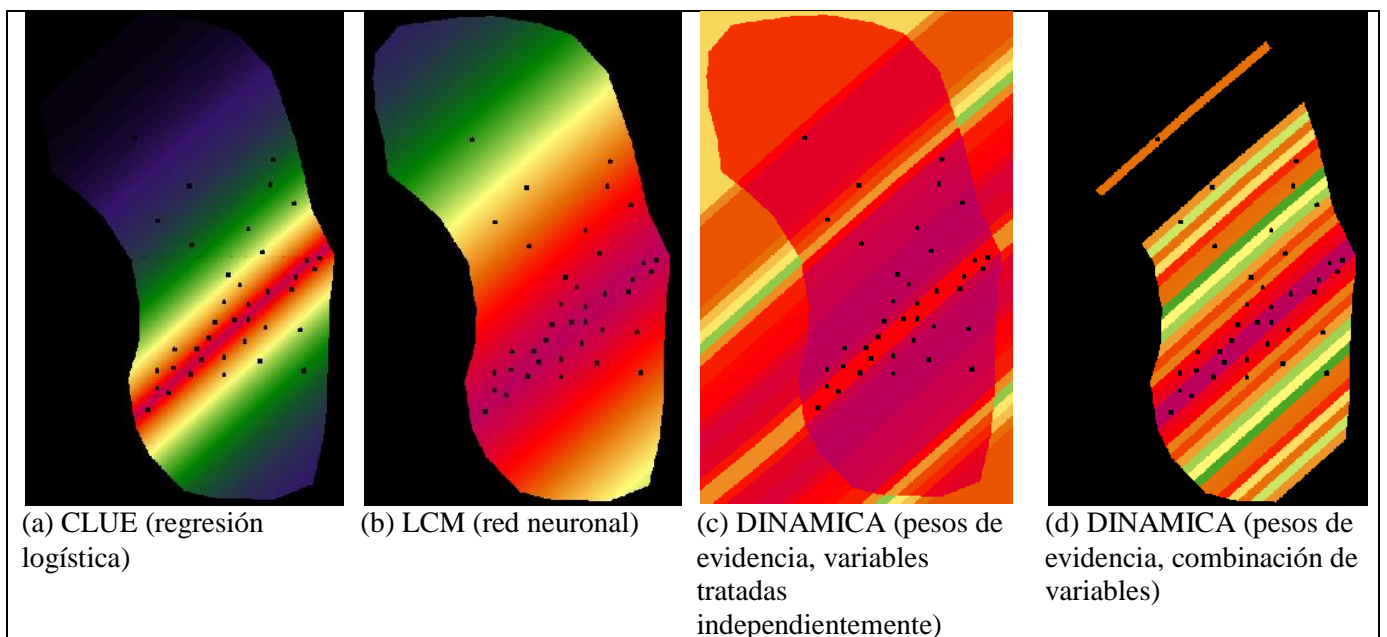 (a) CLUE (regresión
logística)
(b) LCM (red neuronal)
(c) DINAMICA (pesos de
evidencia, variables
tratadas
independientemente)
(d) DINAMICA (pesos de
evidencia, combinación de
variables)